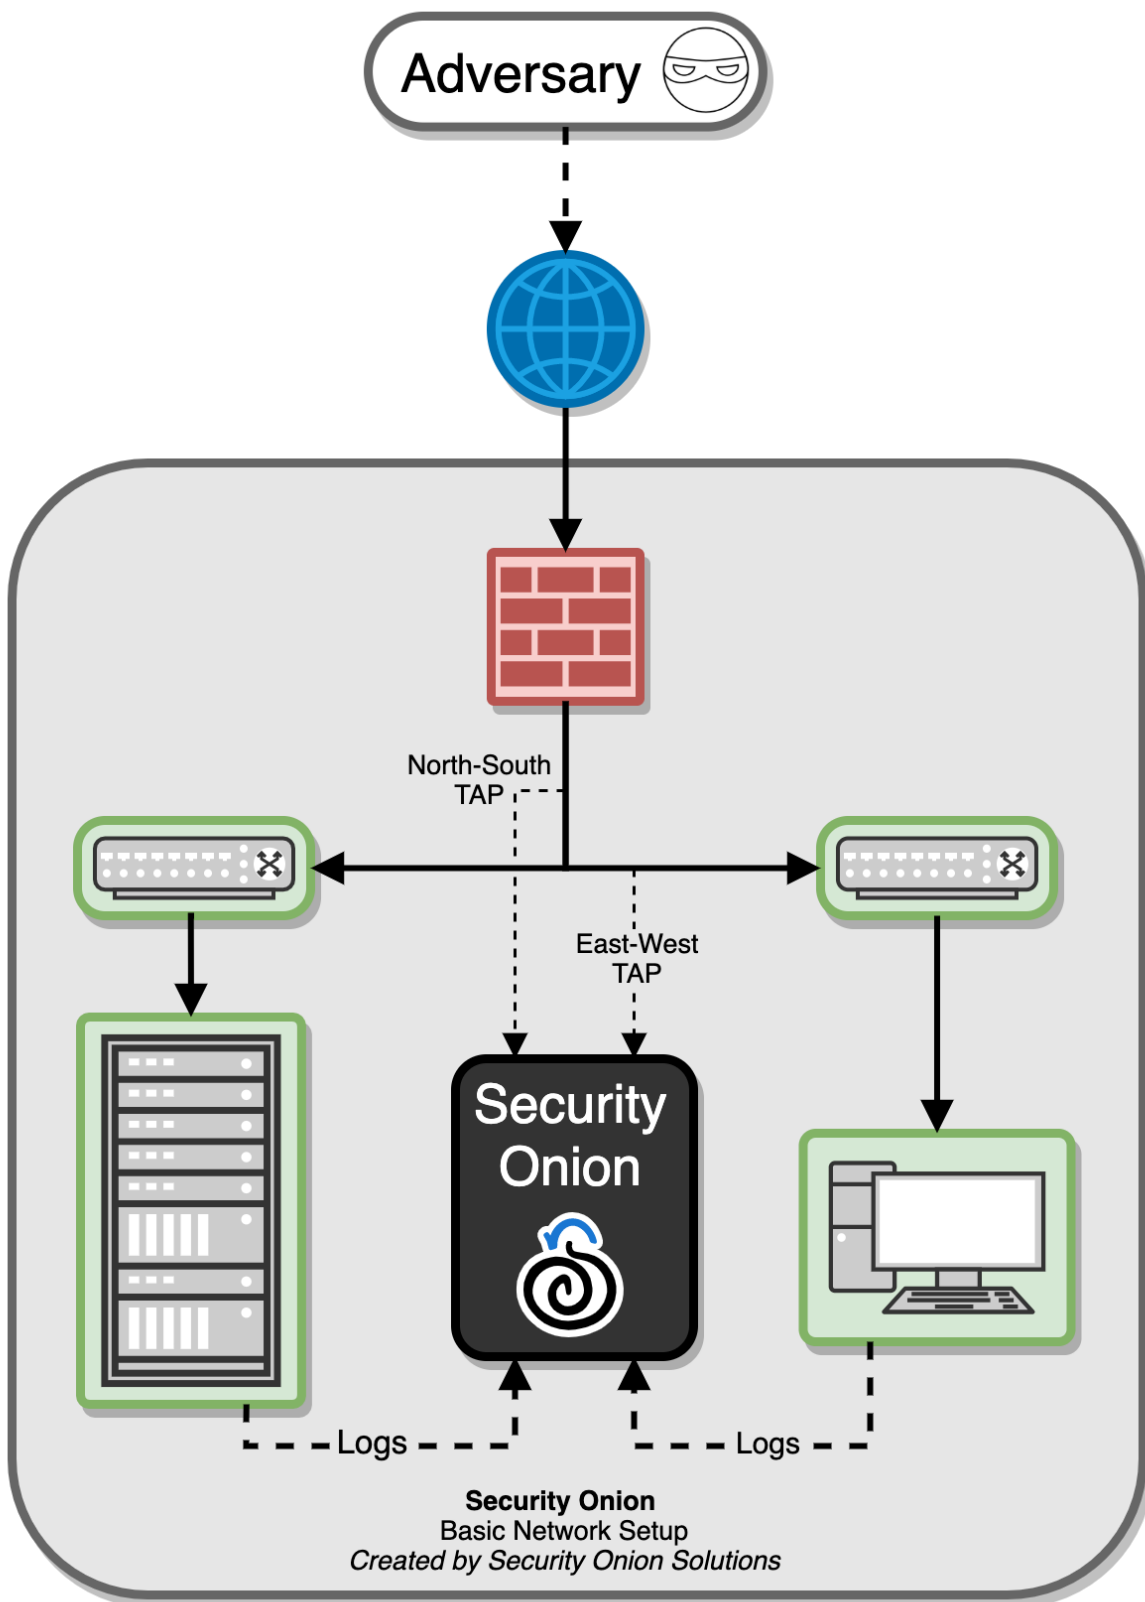 Adversary
North-South
TAP
East-West
TAP
Security
Onion
Logs
Logs
Security Onion
Basic Network Setup
Created by Security Onion Solutions